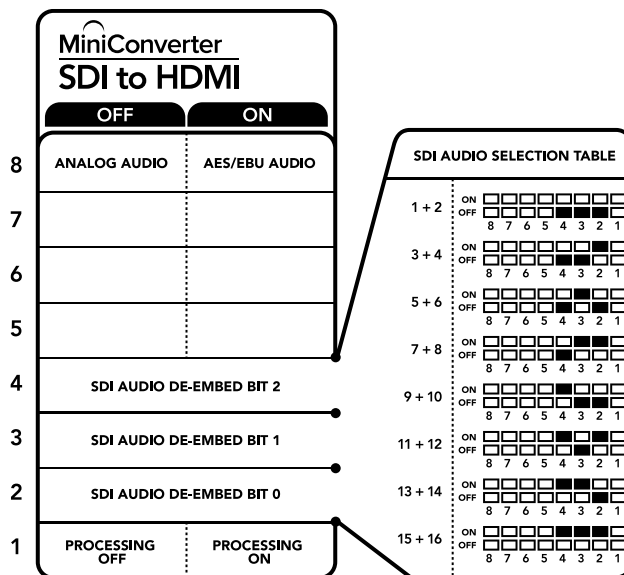 MiniConverter
SDI to HDMI
OFF ON
8 ANALOG AUDIO AES/EBU AUDIO
7
6
5
4 SDI AUDIO DE-EMBED BIT 2
3 SDI AUDIO DE-EMBED BIT 1
2 SDI AUDIO DE-EMBED BIT 0
1 PROCESSING OFF PROCESSING ON
SDI AUDIO SELECTION TABLE
1 + 2 ON
OFF
8 7 6 5 4 3 2 1
3 + 4 ON
OFF
8 7 6 5 4 3 2 1
5 + 6 ON
OFF
8 7 6 5 4 3 2 1
7 + 8 ON
OFF
8 7 6 5 4 3 2 1
9 + 10 ON
OFF
8 7 6 5 4 3 2 1
11 + 12 ON
OFF
8 7 6 5 4 3 2 1
13 + 14 ON
OFF
8 7 6 5 4 3 2 1
15 + 16 ON
OFF
8 7 6 5 4 3 2 1